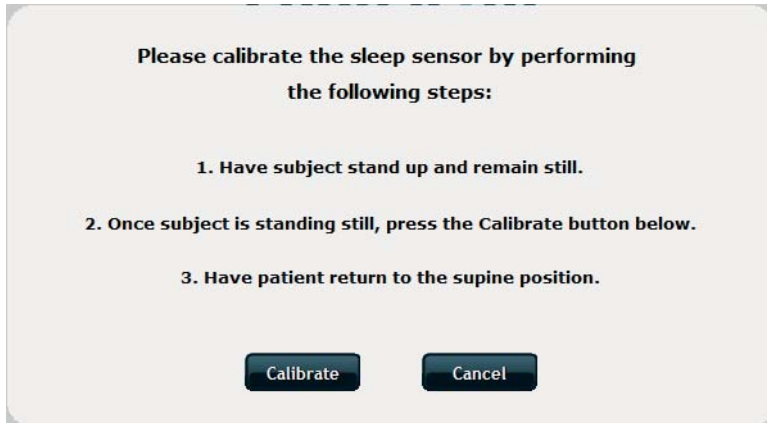 Please calibrate the sleep sensor by performing
the following steps:
1. Have subject stand up and remain still.
2. Once subject is standing still, press the Calibrate button below.
3. Have patient return to the supine position.
Calibrate
Cancel